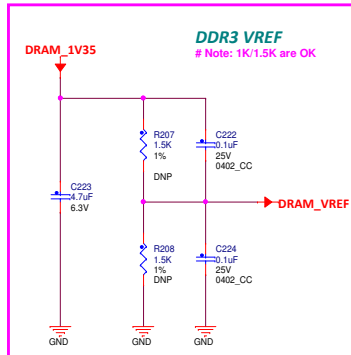 DDR3 VREF
# Note: 1K/1.5K are OK
DRAM_1V35
R207
1.5K
1%
DNP
C222
0.1uF
25V
0402_CC
C223
4.7uF
6.3V
DRAM_VREF
R208
1.5K
1%
DNP
C224
0.1uF
25V
0402_CC
GND
GND
GND